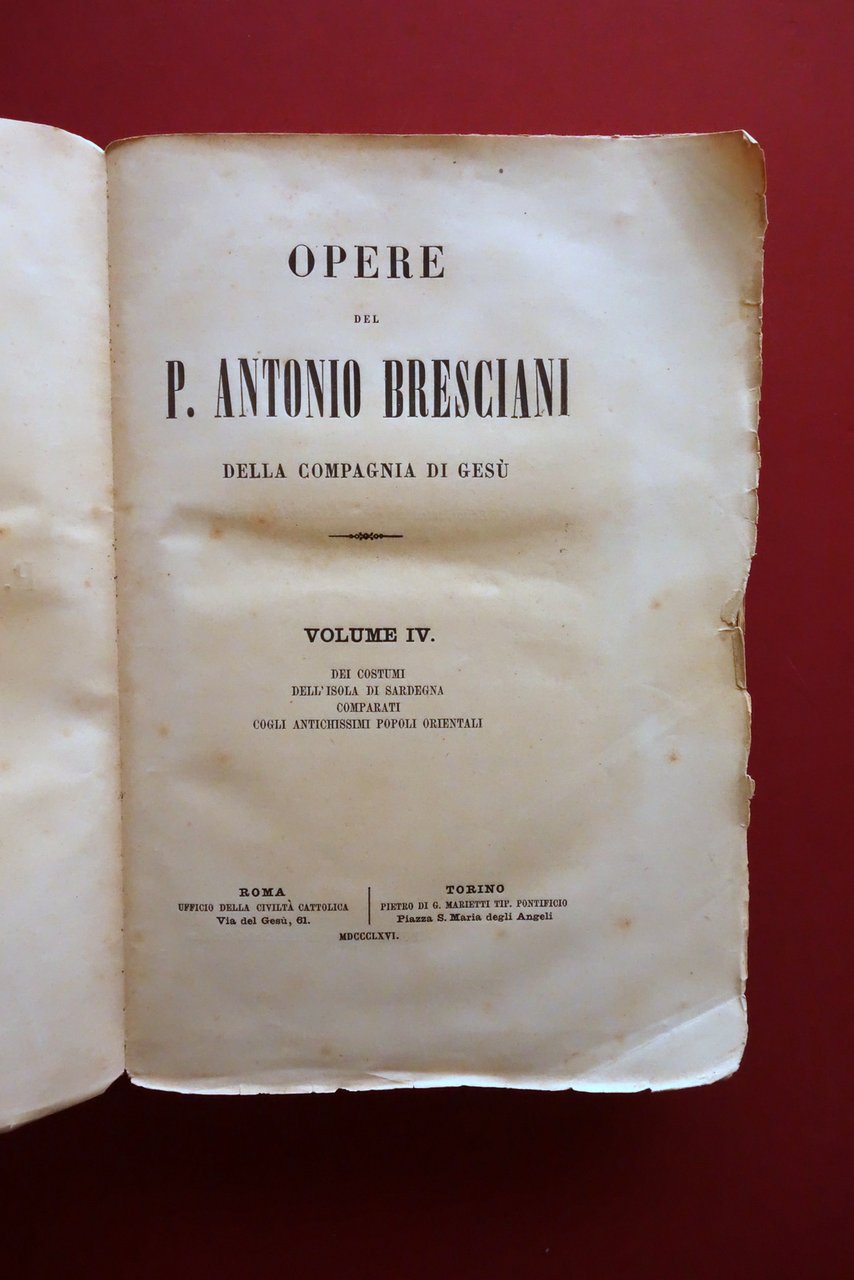 OPERE
DEL
P. ANTONIO BRESCIANI
DELLA COMPAGNIA DI GESÙ
VOLUME IV.
DEI COSTUMI
DELL'ISOLA DI SARDEGNA
COMPARATI
COGLI ANTICHISSIMI POPOLI ORIENTALI
ROMA
UFFICIO DELLA CIVILTÀ CATTOLICA
Via del Gesù, 61.
TORINO
PIETRO DI G. MARIETTI TIP. PONTIFICIO
Piazza S. Maria degli Angeli
MDCCCLXVI.